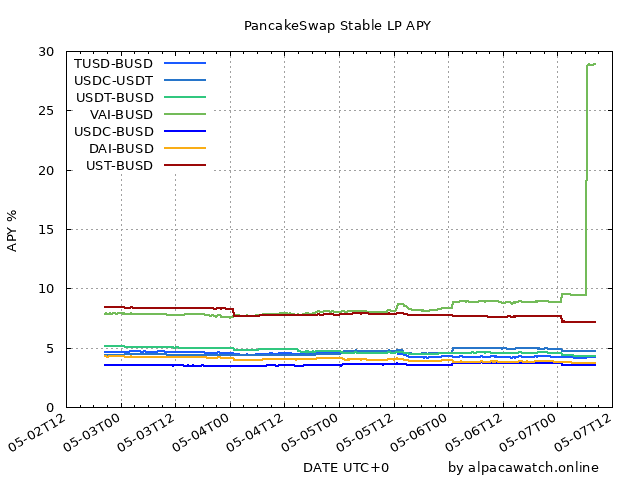 PancakeSwap Stable LP APY
30
25
20
15
10
5
0
APY %
TUSD-BUSD
USDC-USDT
USDT-BUSD
VAI-BUSD
USDC-BUSD
DAI-BUSD
UST-BUSD
05-02T12
05-03T00
05-03T12
05-04T00
05-04T12
05-05T00
05-05T12
05-06T00
05-06T12
05-07T00
05-07T12
DATE UTC+0
by alpacawatch.online